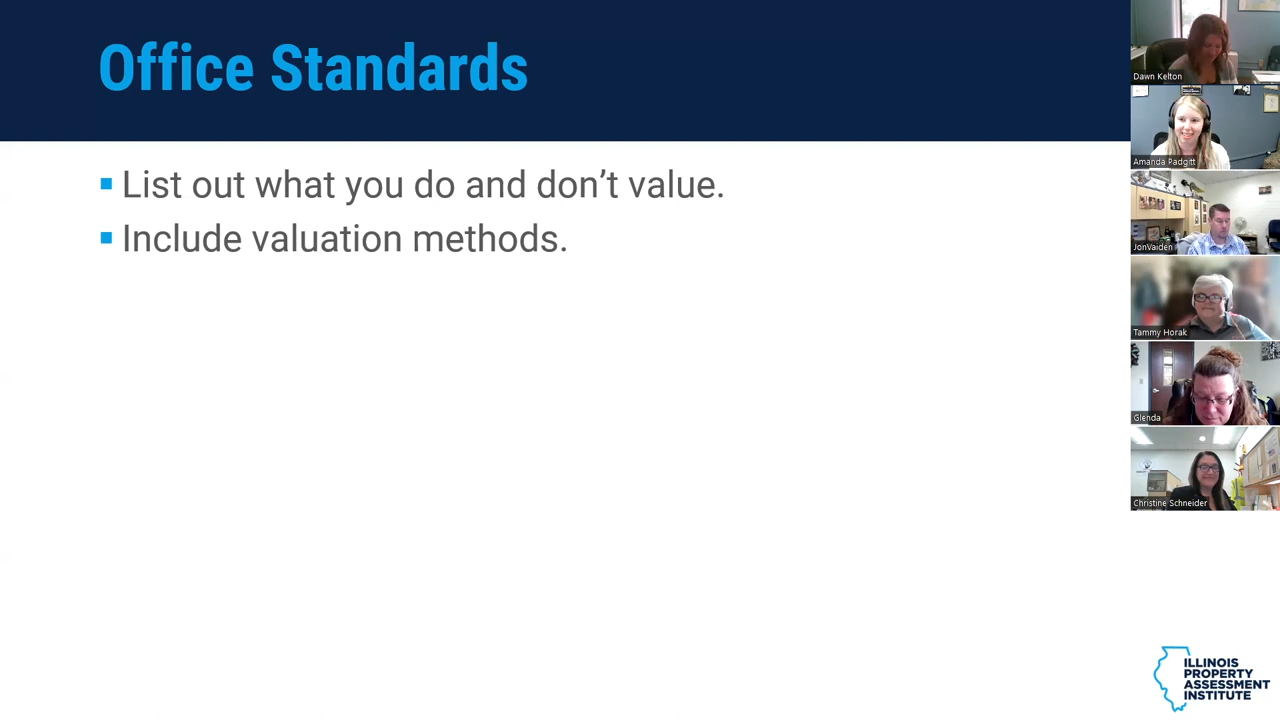 Office Standards
List out what you do and don’t value.
Include valuation methods.
Dawn Kelton
Amanda Padgitt
JonVaiden
Tammy Horak
Glenda
Christine Schneider
ILLINOIS
PROPERTY
ASSESSMENT
INSTITUTE